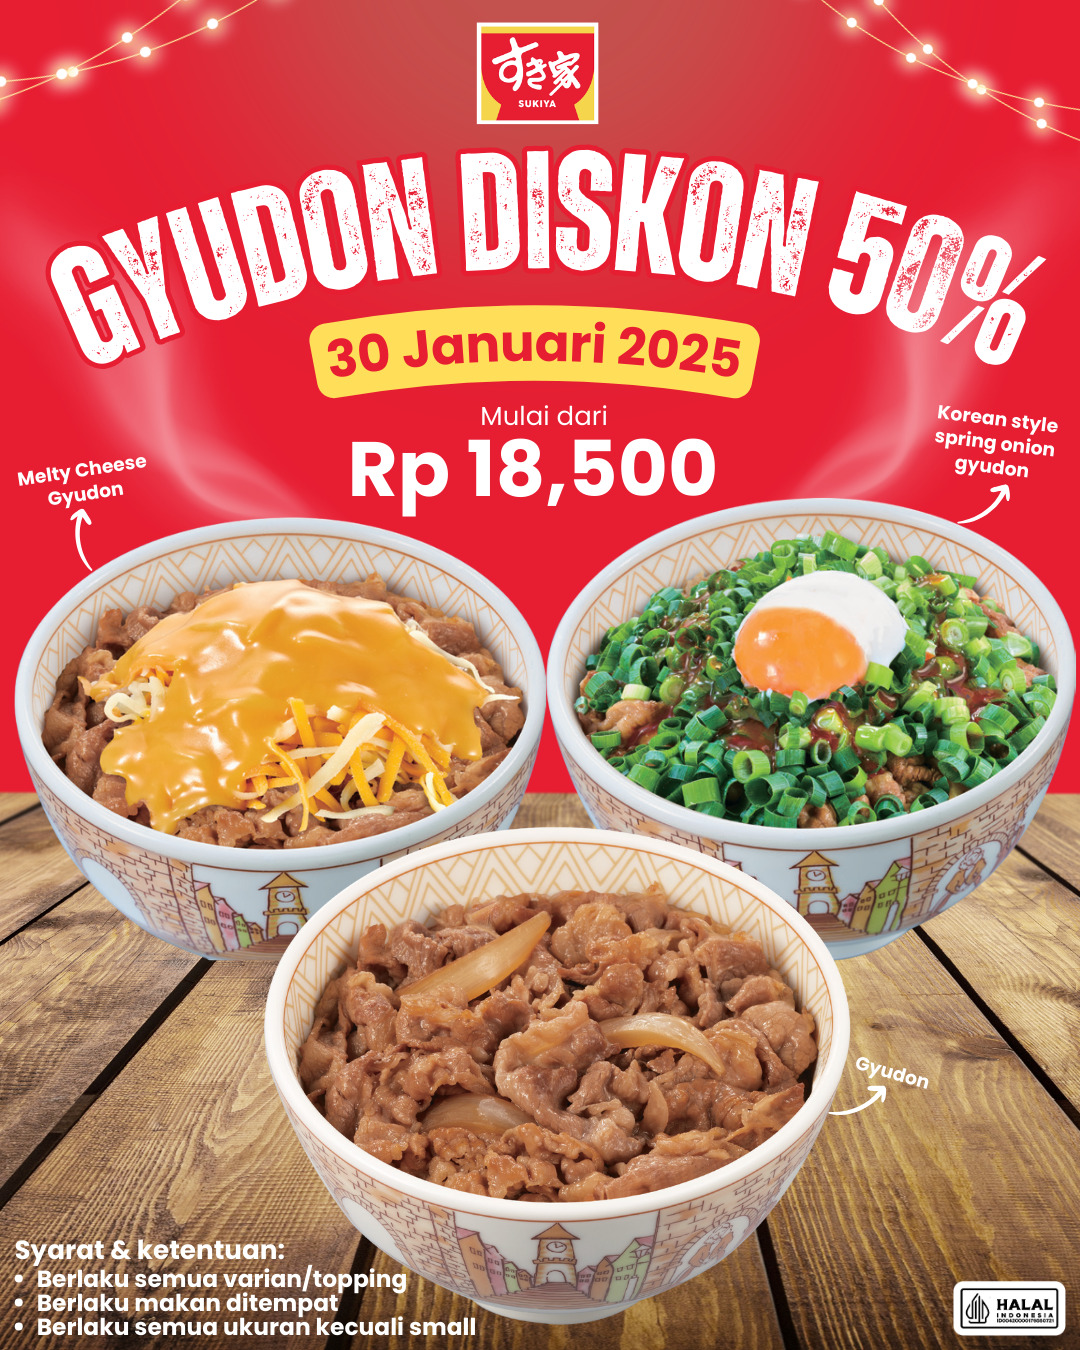 すき家
SUKIYA
GYUDON DISKON 50%
30 Januari 2025
Mulai dari
Rp 18,500
Melty Cheese
Gyudon
Korean style
spring onion
gyudon
Gyudon
Syarat & ketentuan:
• Berlaku semua varian/topping
• Berlaku makan ditempat
• Berlaku semua ukuran kecuali small
HALAL
INDONESIA